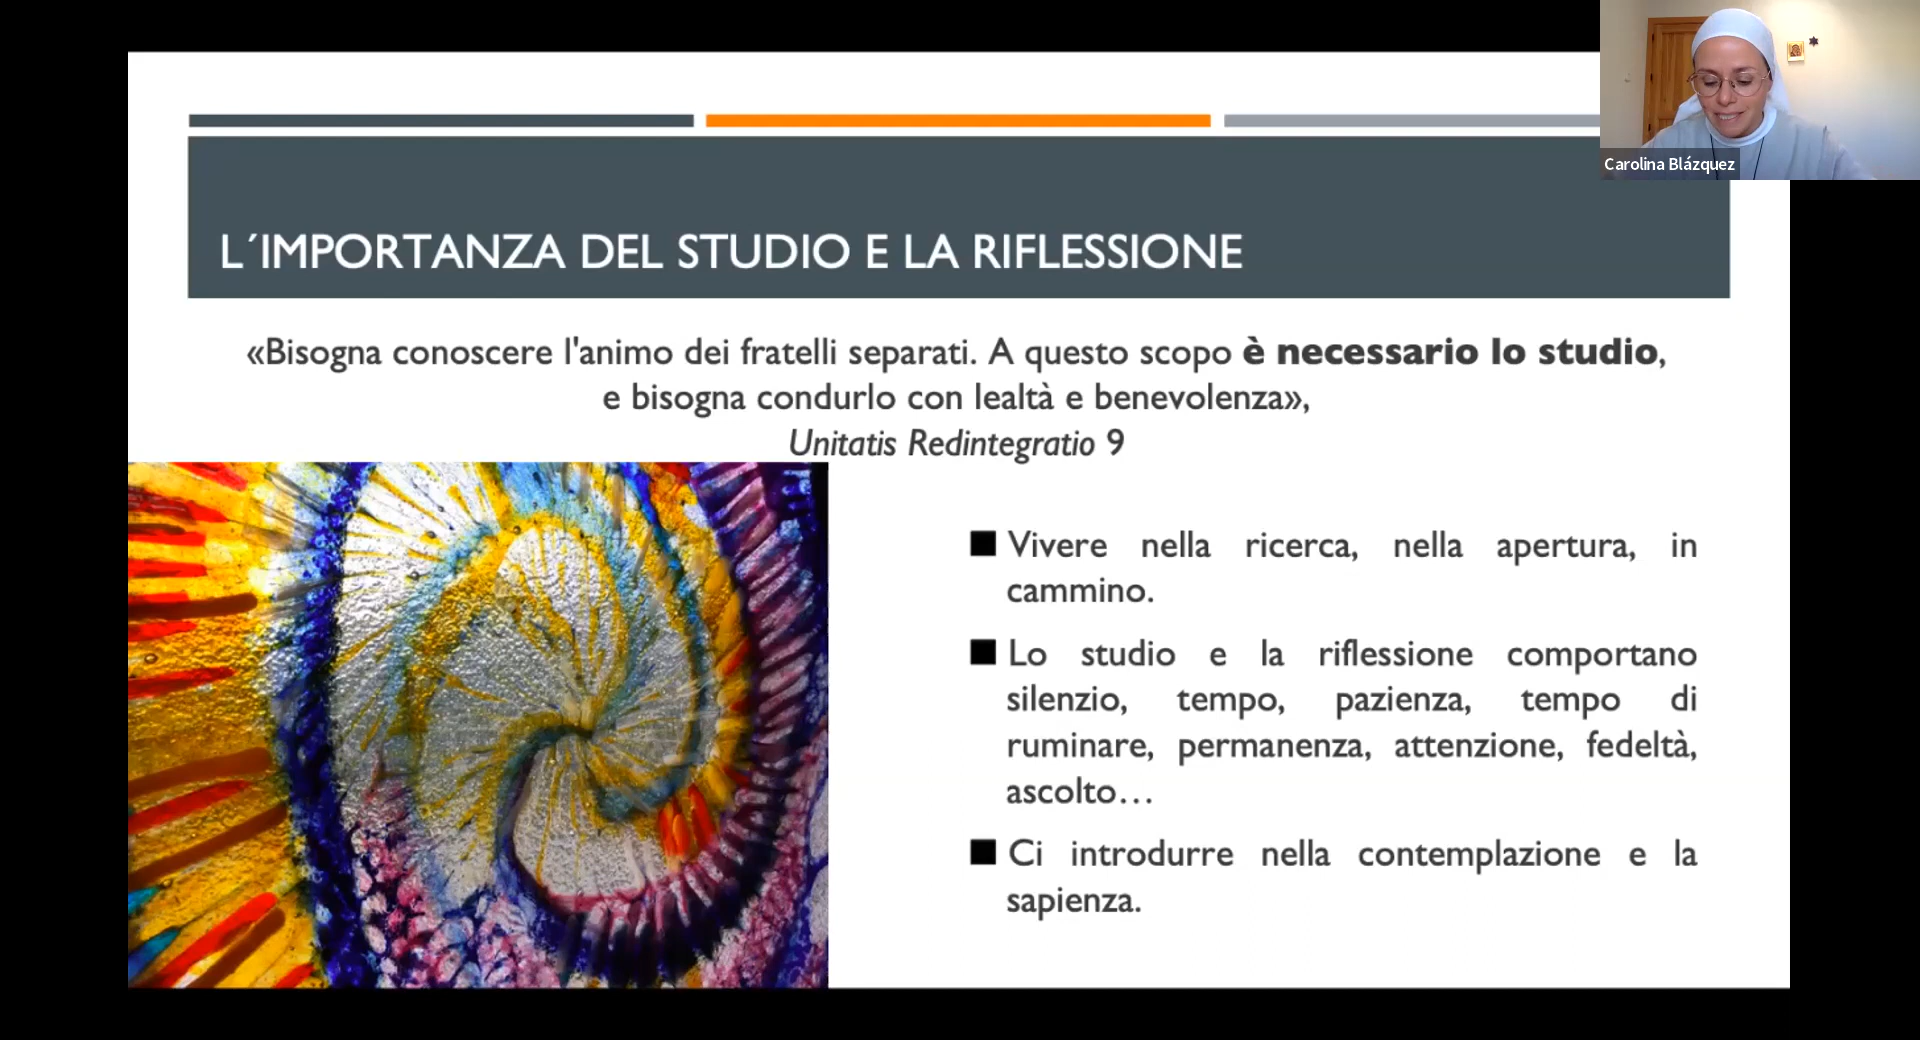 Carolina Blázquez
L´IMPORTANZA DEL STUDIO E LA RIFLESSIONE
«Bisogna conoscere l'animo dei fratelli separati. A questo scopo è necessario lo studio,
e bisogna condurlo con lealtà e benevolenza»,
Unitatis Redintegratio 9
■ Vivere nella ricerca, nella apertura, in
cammino.
■ Lo studio e la riflessione comportano
silenzio, tempo, pazienza, tempo di
ruminare, permanenza, attenzione, fedeltà,
ascolto…
■ Ci introdurre nella contemplazione e la
sapienza.